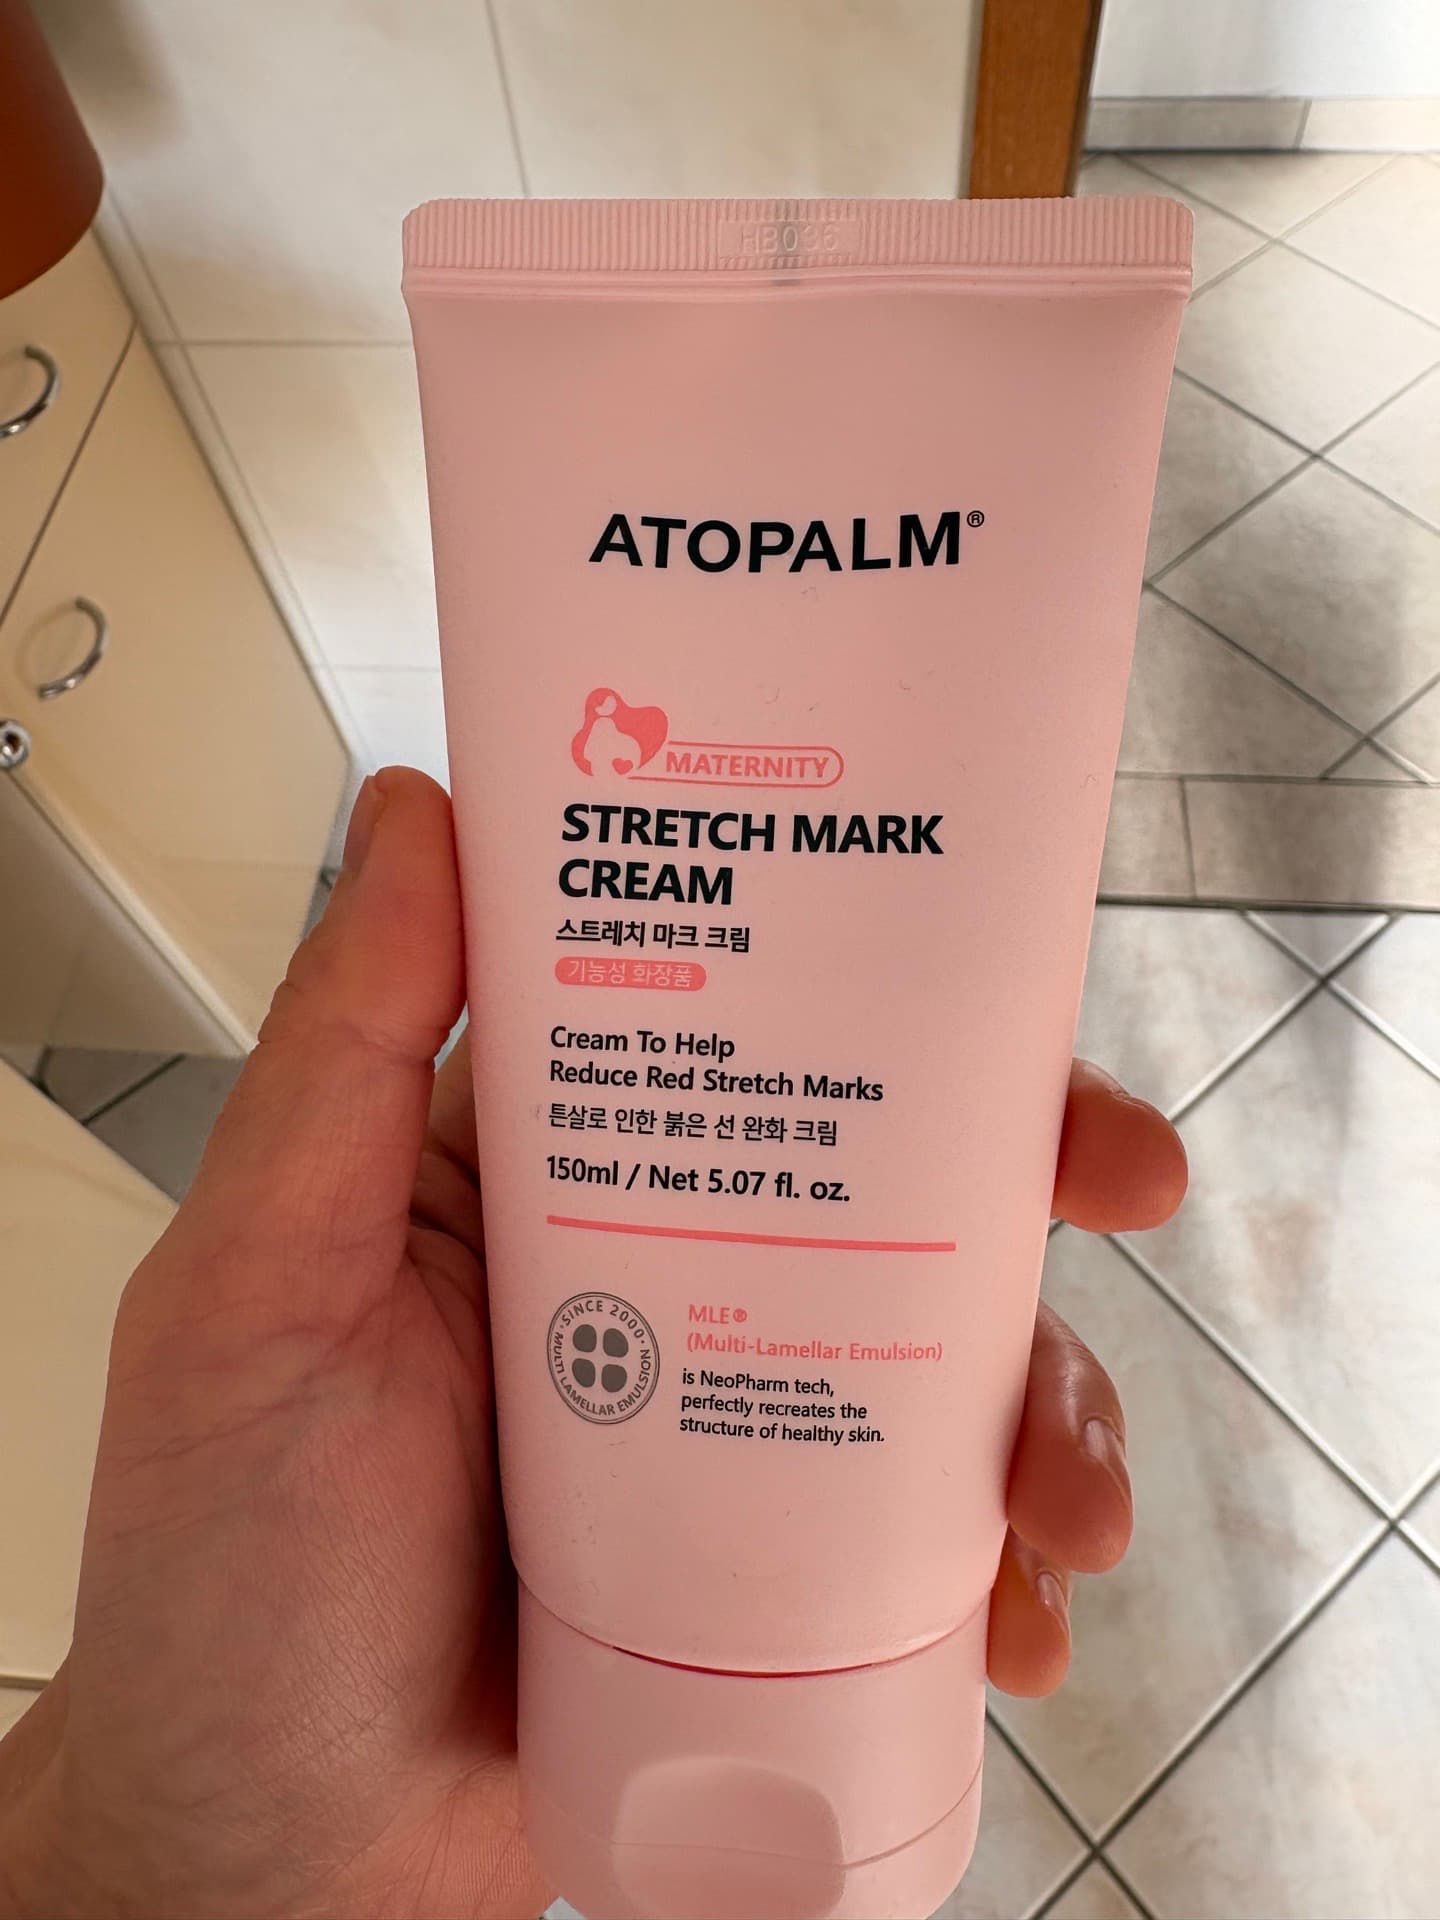 HB036
ATOPALM®
MATERNITY
STRETCH MARK
CREAM
스트레치 마크 크림
기능성 화장품
Cream To Help
Reduce Red Stretch Marks
튼살로 인한 붉은 선 완화 크림
150ml / Net 5.07 fl. oz.
SINCE 2000
MULTI LAMELLAR EMULSION
MLE®
(Multi-Lamellar Emulsion)
is NeoPharm tech,
perfectly recreates the
structure of healthy skin.